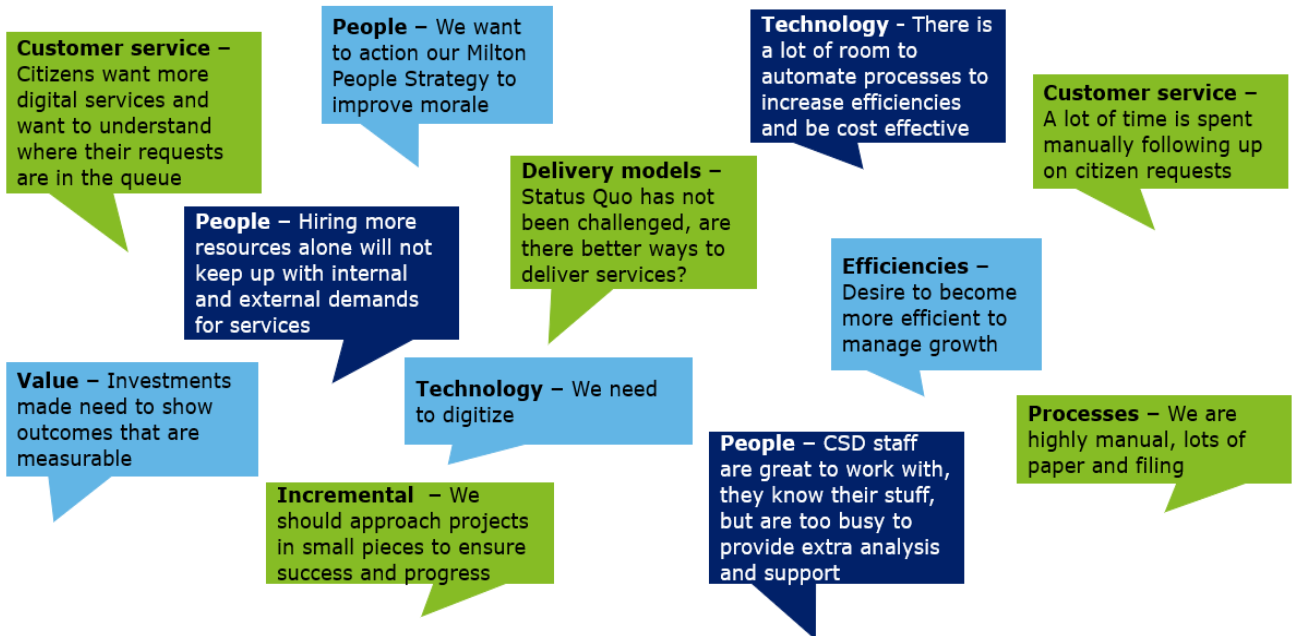 Customer service –
Citizens want more
digital services and
want to understand
where their requests
are in the queue
People – We want
to action our Milton
People Strategy to
improve morale
Technology - There is
a lot of room to
automate processes to
increase efficiencies
and be cost effective
Customer service –
A lot of time is spent
manually following up
on citizen requests
People – Hiring more
resources alone will not
keep up with internal
and external demands
for services
Delivery models –
Status Quo has not
been challenged, are
there better ways to
deliver services?
Efficiencies –
Desire to become
more efficient to
manage growth
Value – Investments
made need to show
outcomes that are
measurable
Technology – We need
to digitize
Processes – We are
highly manual, lots of
paper and filing
Incremental – We
should approach projects
in small pieces to ensure
success and progress
People – CSD staff
are great to work with,
they know their stuff,
but are too busy to
provide extra analysis
and support